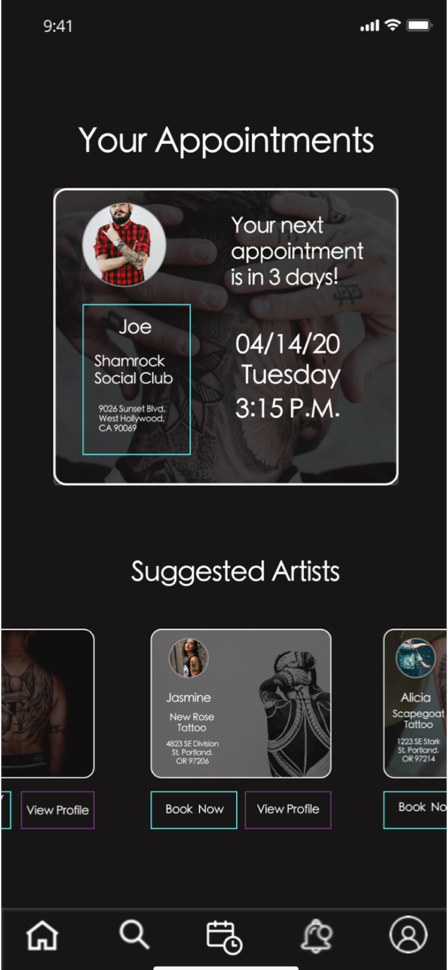 9:41
Your Appointments
Your next
appointment
is in 3 days!
Joe
Shamrock
Social Club
9026 Sunset Blvd.
West Hollywood,
CA 90069
04/14/20
Tuesday
3:15 P.M.
Suggested Artists
View Profile
Jasmine
New Rose
Tattoo
4823 SE Division
St. Portland,
OR 97206
Book Now
View Profile
Alicia
Scapegoat
Tattoo
1223 SE Stark
St. Portland,
OR 97214
Book No